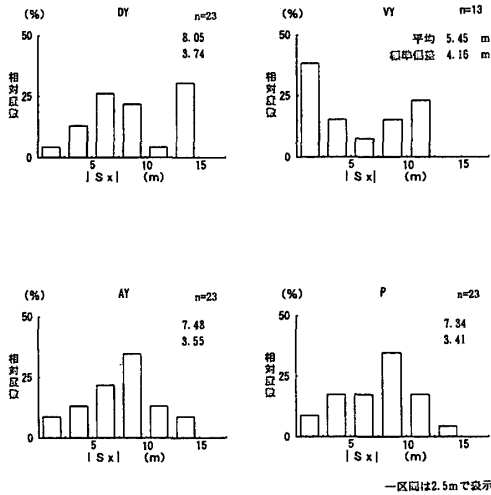 (%) DY n=23
8.05
3.74
50
25
0
相対度数
5 10 15
|Sx| (m)
(%) VY n=13
平均 5.45 m
標準偏差 4.16 m
50
25
0
相対度数
5 10 15
|Sx| (m)
(%) AY n=23
7.48
3.55
50
25
0
相対度数
5 10 15
|Sx| (m)
(%) P n=23
7.34
3.41
50
25
0
相対度数
5 10 15
|Sx| (m)
一区間は2.5mで表示